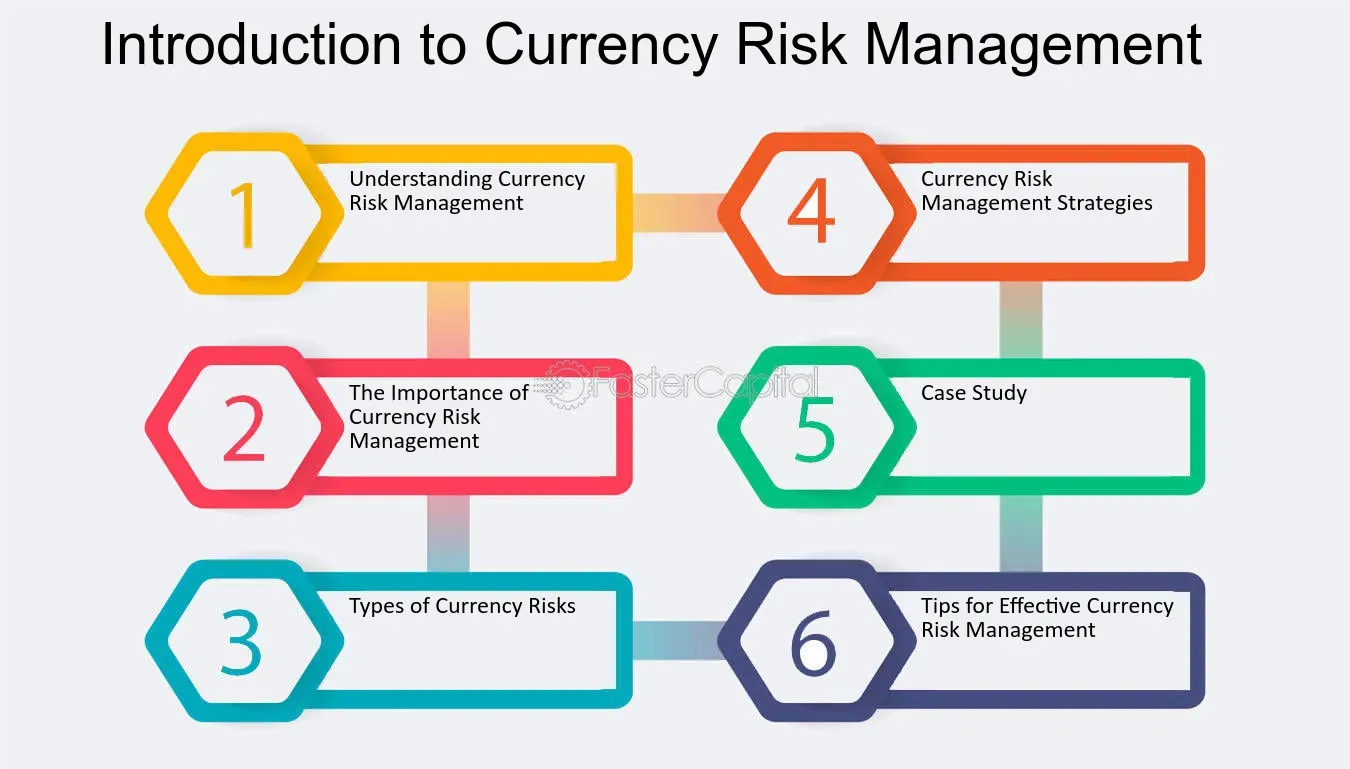 Introduction to Currency Risk Management
1
Understanding Currency
Risk Management
2
The Importance of
Currency Risk
Management
3
Types of Currency Risks
4
Currency Risk
Management Strategies
5
Case Study
6
Tips for Effective Currency
Risk Management
FasterCapital